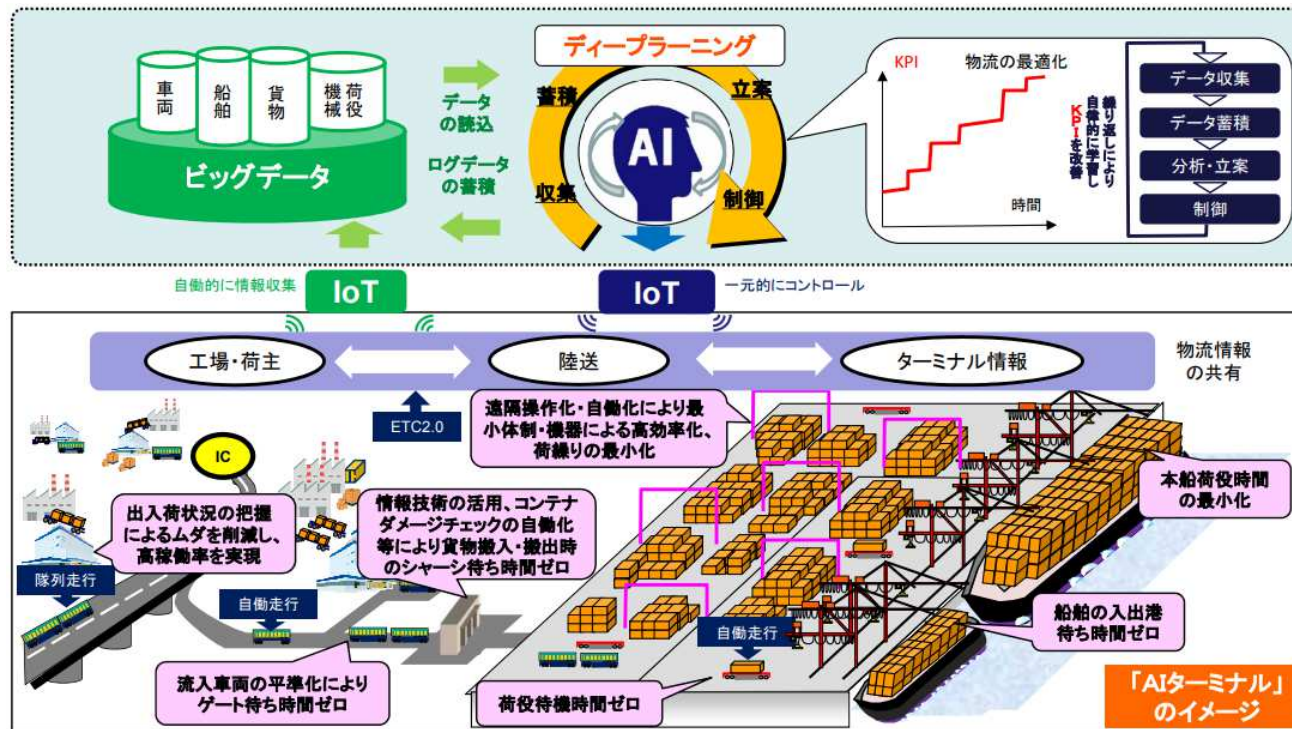 ディープラーニング
車両
船舶
貨物
荷役
機械
ビッグデータ
データ
の読込
ログデータ
の蓄積
蓄積
立案
AI
収集
制御
KPI
物流の最適化
時間
繰り返しにより
自律的に学習し
KPIを改善
データ収集
データ蓄積
分析・立案
制御
自働的に情報収集
IoT
IoT
一元的にコントロール
工場・荷主
陸送
ターミナル情報
物流情報
の共有
ETC2.0
IC
遠隔操作化・自働化により最
小体制・機器による高効率化、
荷繰りの最小化
本船荷役時間
の最小化
出入荷状況の把握
によるムダを削減し、
高稼働率を実現
情報技術の活用、コンテナ
ダメージチェックの自働化
等により貨物搬入・搬出時
のシャーシ待ち時間ゼロ
隊列走行
自働走行
自働走行
船舶の入出港
待ち時間ゼロ
流入車両の平準化により
ゲート待ち時間ゼロ
荷役待機時間ゼロ
「AIターミナル」
のイメージ